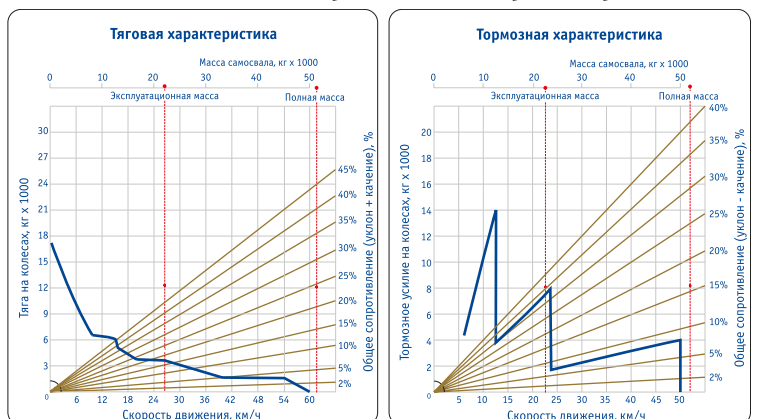 Тяговая характеристика
Масса самосвала, кг х 1000
0 10 20 30 40 50
Эксплуатационная масса
Полная масса
Тяга на колесах, кг х 1000
30
27
24
21
18
15
12
9
6
3
0
45%
40%
35%
30%
25%
20%
15%
10%
5%
2%
Общее сопротивление (уклон + качение), %
6 12 18 24 30 36 42 48 54 60
Скорость движения, км/ч
Тормозная характеристика
Масса самосвала, кг х 1000
0 10 20 30 40 50
Эксплуатационная масса
Полная масса
Тормозное усилие на колесах, кг х 1000
20
18
16
14
12
10
8
6
4
2
0
40%
35%
30%
25%
20%
15%
10%
5%
2%
Общее сопротивление (уклон - качение), %
5 10 15 20 25 30 35 40 45 50
Скорость движения, км/ч